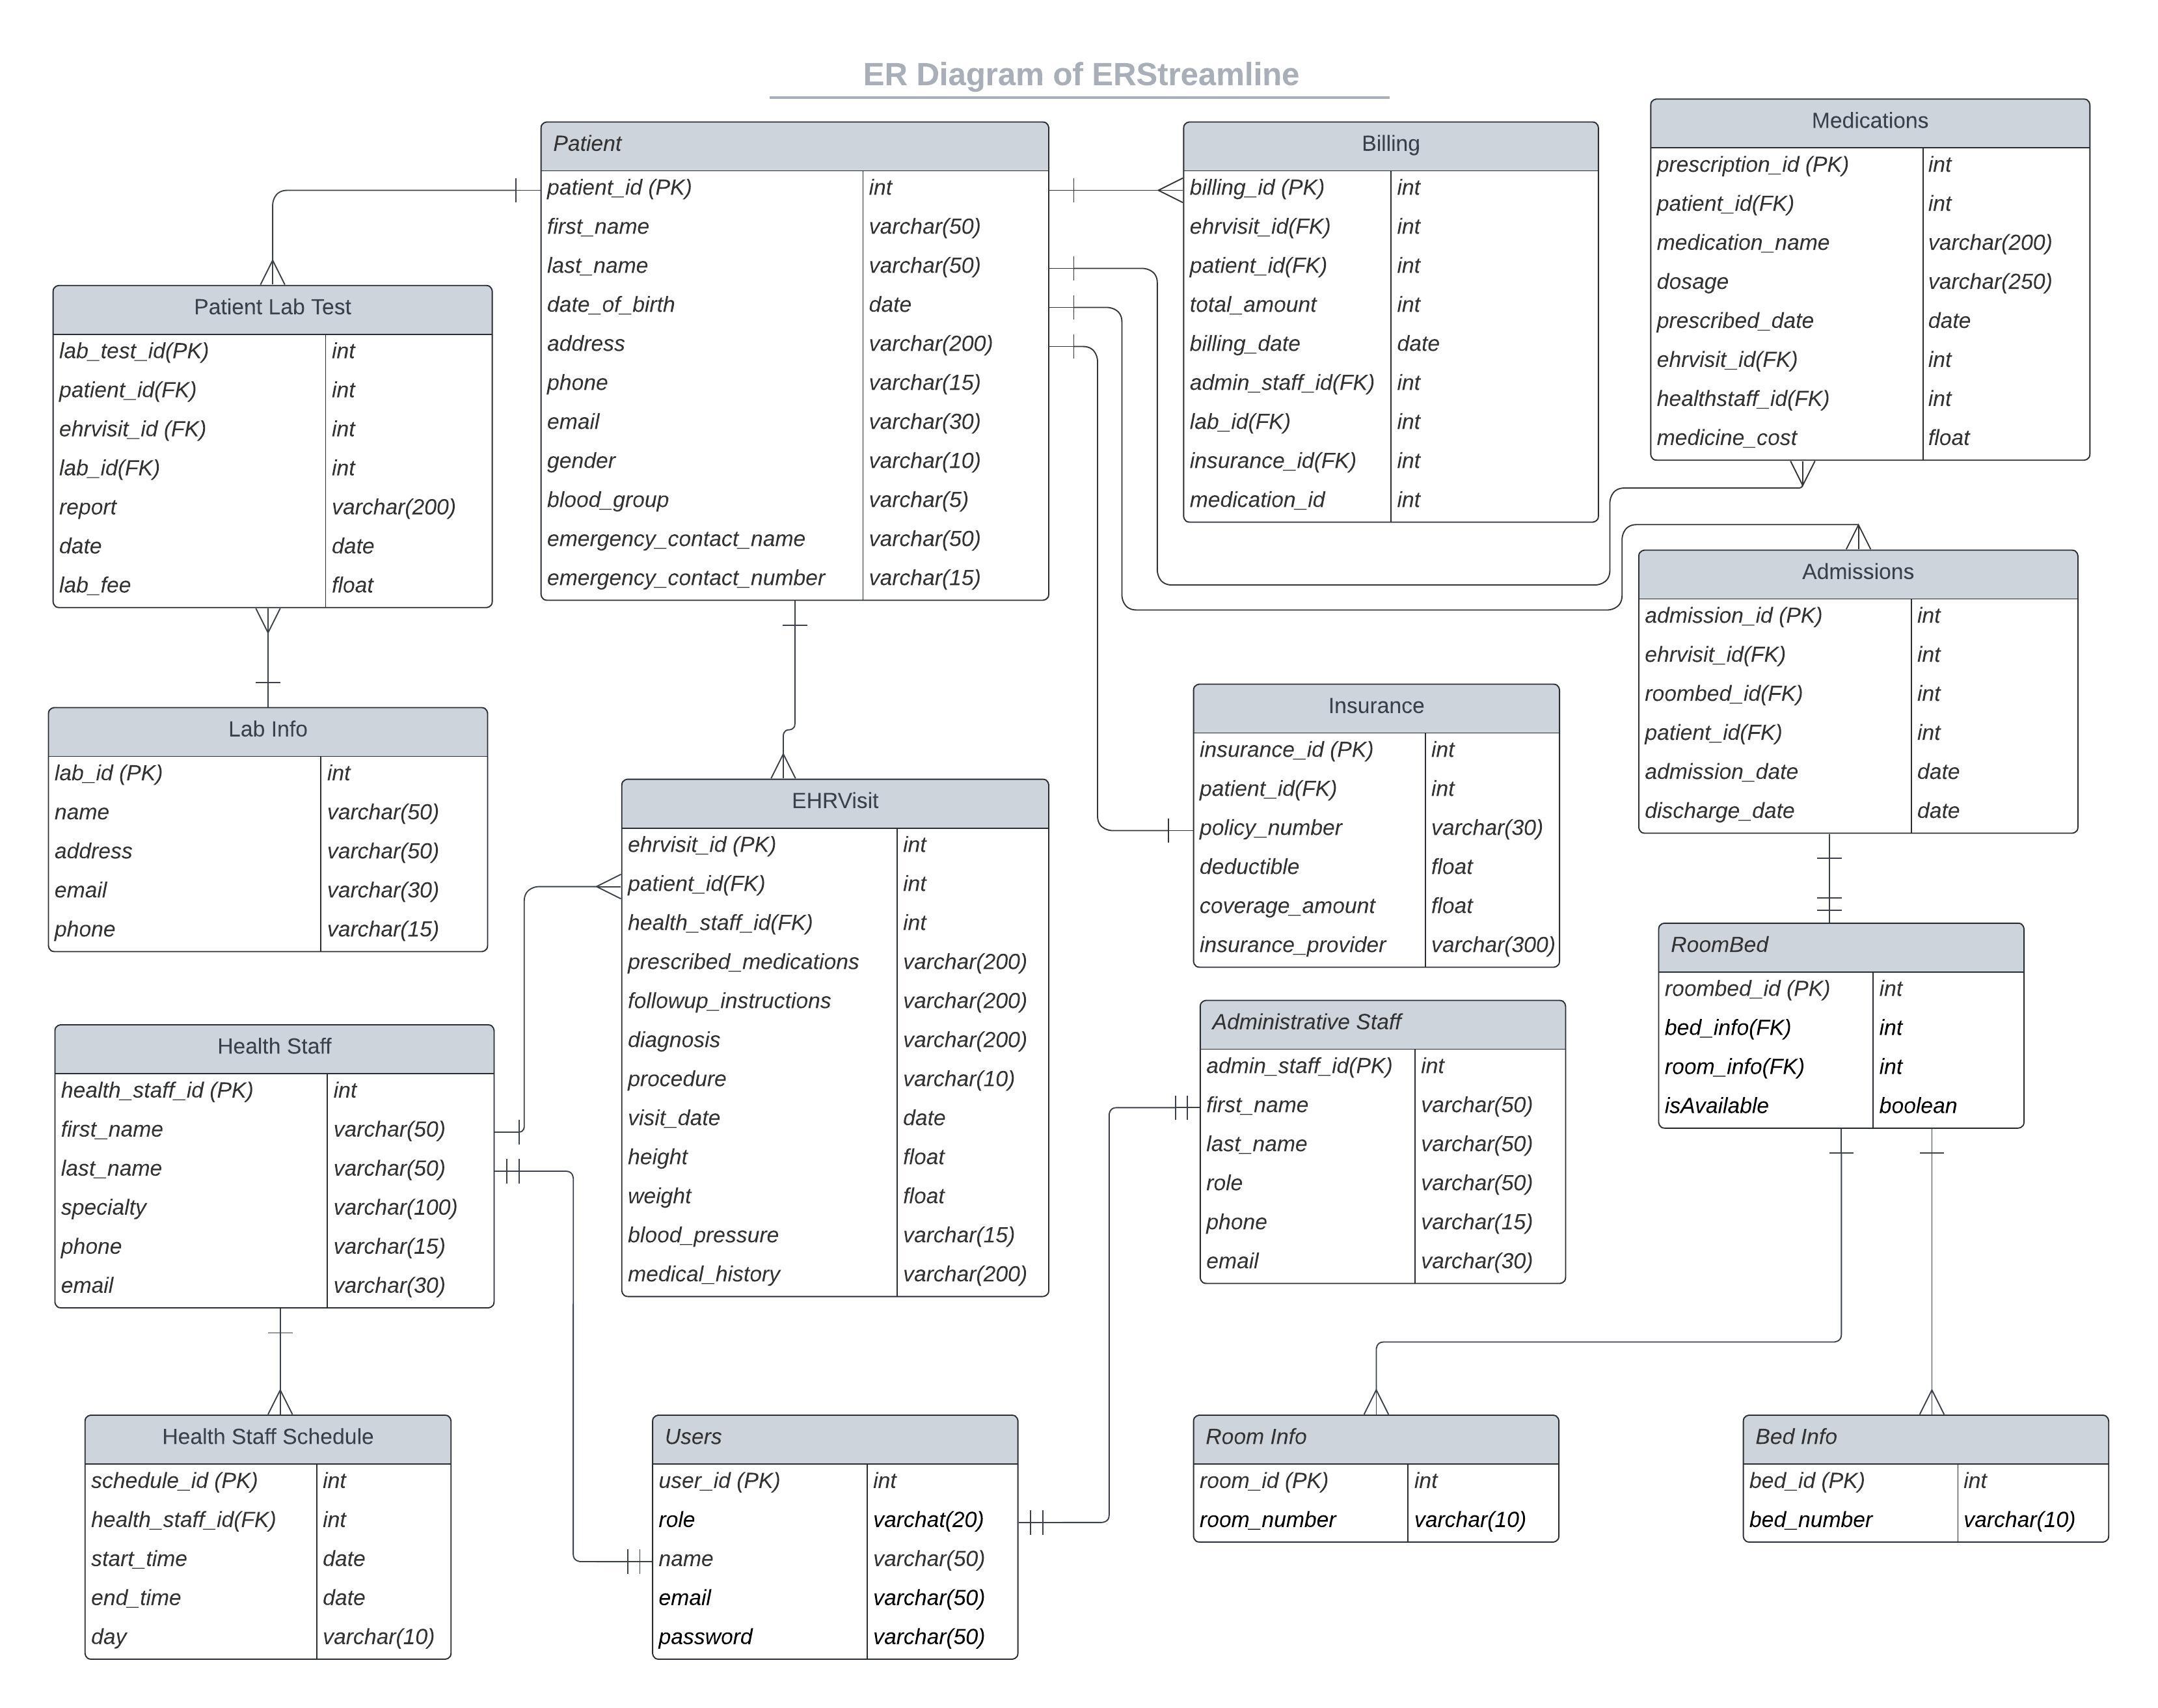 ER Diagram of ERStreamline
Patient
patient_id (PK) int
first_name varchar(50)
last_name varchar(50)
date_of_birth date
address varchar(200)
phone varchar(15)
email varchar(30)
gender varchar(10)
blood_group varchar(5)
emergency_contact_name varchar(50)
emergency_contact_number varchar(15)
Billing
billing_id (PK) int
ehrvisit_id(FK) int
patient_id(FK) int
total_amount int
billing_date date
admin_staff_id(FK) int
lab_id(FK) int
insurance_id(FK) int
medication_id int
Medications
prescription_id (PK) int
patient_id(FK) int
medication_name varchar(200)
dosage varchar(250)
prescribed_date date
ehrvisit_id(FK) int
healthstaff_id(FK) int
medicine_cost float
Patient Lab Test
lab_test_id(PK) int
patient_id(FK) int
ehrvisit_id (FK) int
lab_id(FK) int
report varchar(200)
date date
lab_fee float
Admissions
admission_id (PK) int
ehrvisit_id(FK) int
roombed_id(FK) int
patient_id(FK) int
admission_date date
discharge_date date
Lab Info
lab_id (PK) int
name varchar(50)
address varchar(50)
email varchar(30)
phone varchar(15)
EHRVisit
ehrvisit_id (PK) int
patient_id(FK) int
health_staff_id(FK) int
prescribed_medications varchar(200)
followup_instructions varchar(200)
diagnosis varchar(200)
procedure varchar(10)
visit_date date
height float
weight float
blood_pressure varchar(15)
medical_history varchar(200)
Insurance
insurance_id (PK) int
patient_id(FK) int
policy_number varchar(30)
deductible float
coverage_amount float
insurance_provider varchar(300)
RoomBed
roombed_id (PK) int
bed_info(FK) int
room_info(FK) int
isAvailable boolean
Health Staff
health_staff_id (PK) int
first_name varchar(50)
last_name varchar(50)
specialty varchar(100)
phone varchar(15)
email varchar(30)
Administrative Staff
admin_staff_id(PK) int
first_name varchar(50)
last_name varchar(50)
role varchar(50)
phone varchar(15)
email varchar(30)
Health Staff Schedule
schedule_id (PK) int
health_staff_id(FK) int
start_time date
end_time date
day varchar(10)
Users
user_id (PK) int
role varchat(20)
name varchar(50)
email varchar(50)
password varchar(50)
Room Info
room_id (PK) int
room_number varchar(10)
Bed Info
bed_id (PK) int
bed_number varchar(10)